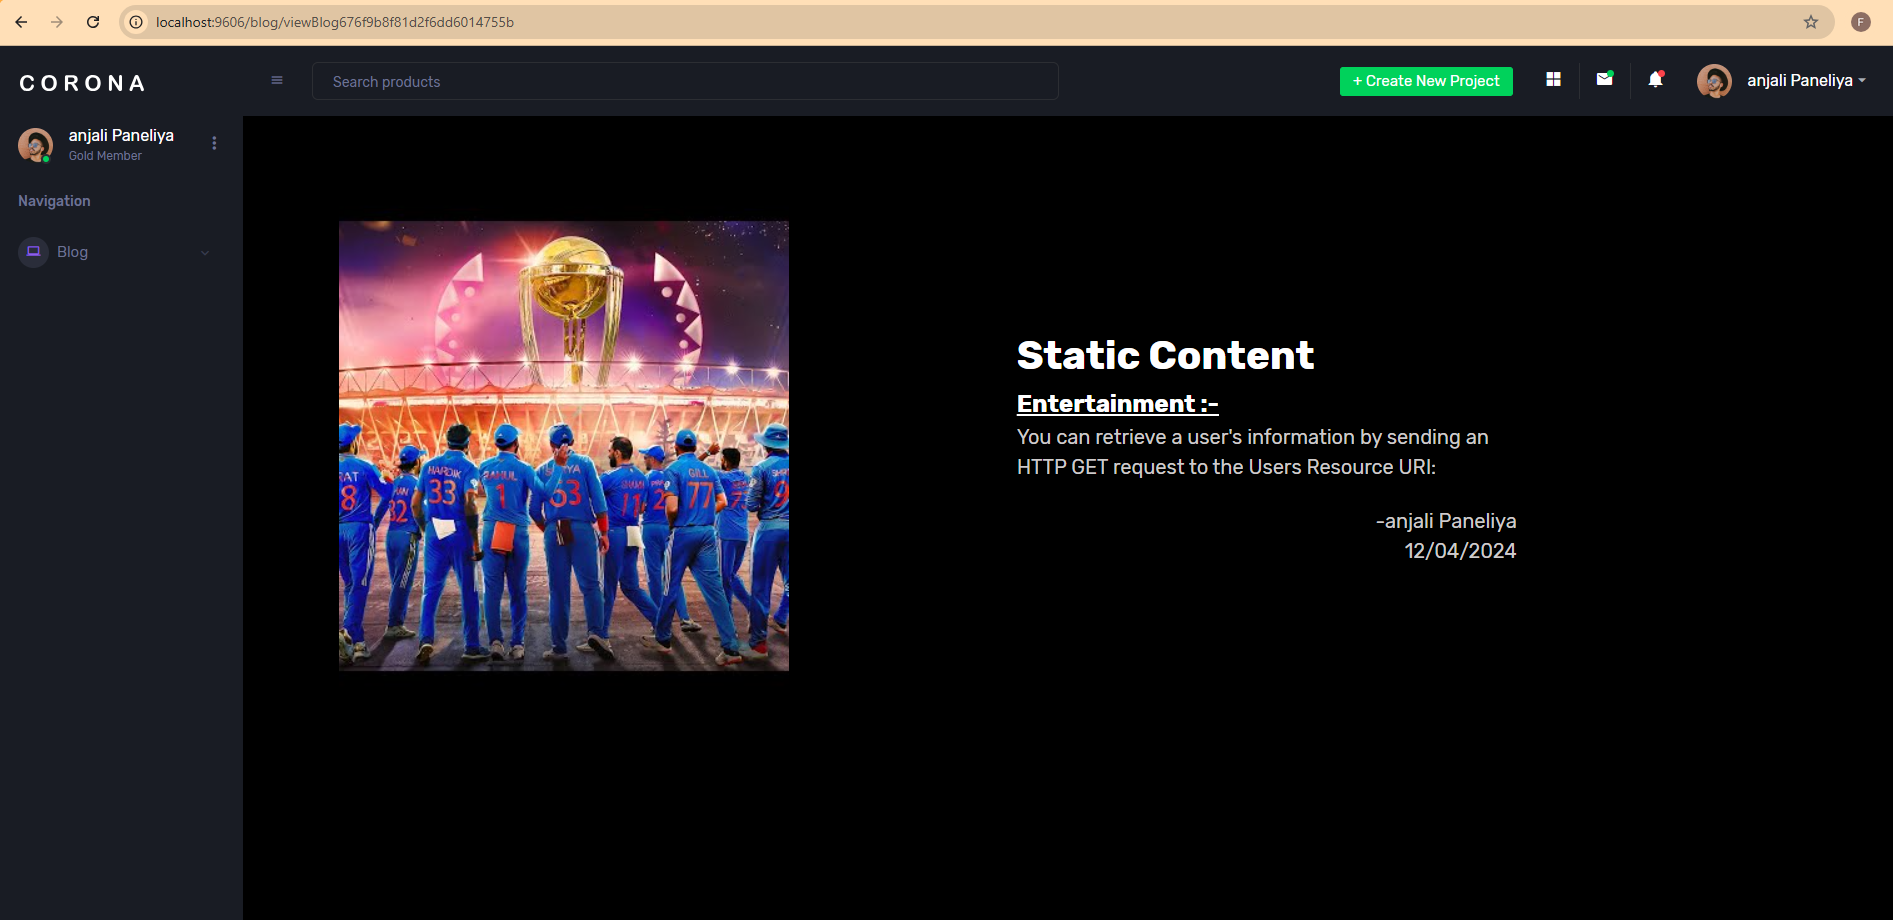 localhost:9606/blog/viewBlog676f9b8f81d2f6dd6014755b
F
CORONA
Search products
+ Create New Project
anjali Paneliya
anjali Paneliya
Gold Member
Navigation
Blog
HARDIK
33
1
63
GILL
77
Static Content
Entertainment :-
You can retrieve a user's information by sending an
HTTP GET request to the Users Resource URI:
-anjali Paneliya
12/04/2024